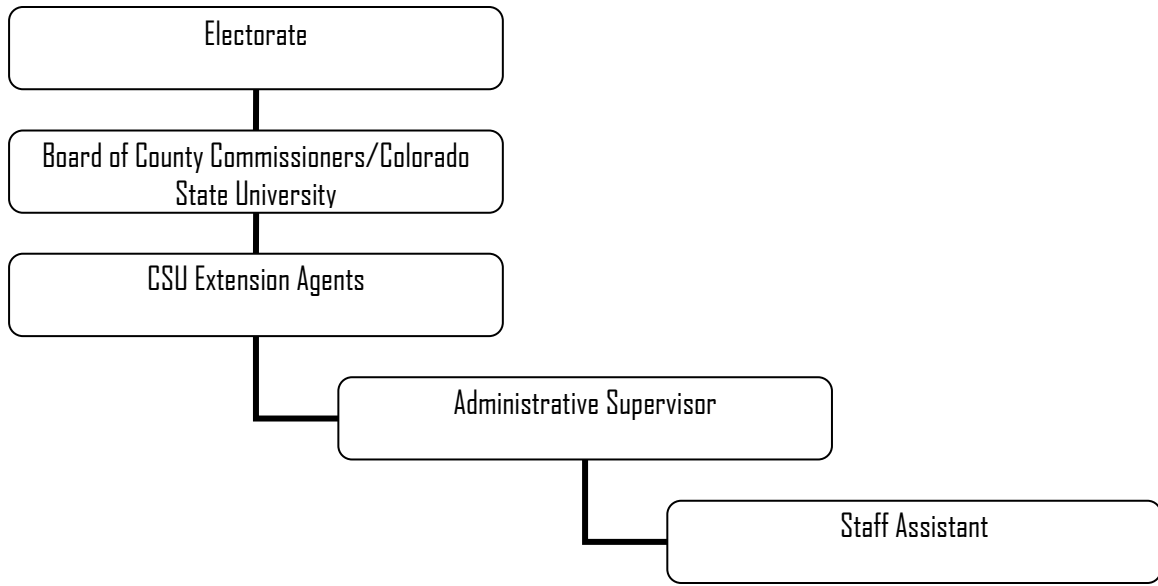 Electorate
Board of County Commissioners/Colorado
State University
CSU Extension Agents
Administrative Supervisor
Staff Assistant